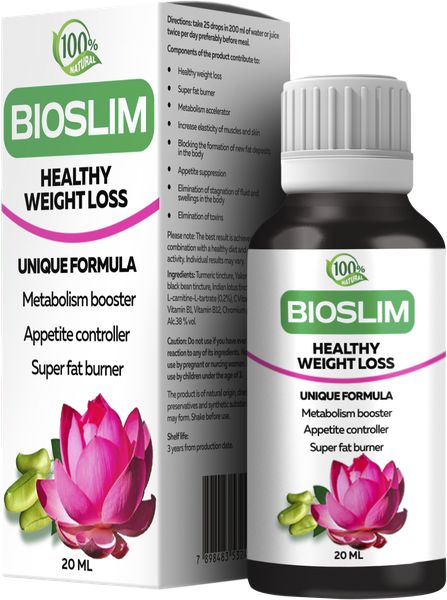 100%
NATURAL
BIOSLIM
HEALTHY
WEIGHT LOSS
UNIQUE FORMULA
Metabolism booster
Appetite controller
Super fat burner
20 ML
Directions: take 25 drops in 200 ml of water or juice
twice per day preferably before meal.
Components of the product contribute to:
• Healthy weight loss
• Super fat burner
• Metabolism accelerator
• Increase elasticity of muscles and skin
• Blocking the formation of new fat deposits
in the body
• Appetite suppression
• Elimination of stagnation of fluid and
swellings in the body
• Elimination of toxins
Please note: The best result is achieved
combination with a healthy diet and
activity. Individual results may vary.
Ingredients: Turmeric tincture,
black bean tincture, Indian lotus
L-carnitine-L-tartrate (0,2%), C
Vitamin B1, Vitamin B12,
Alc 38 % vol.
Caution: Do not use if you have
reaction to any of its ingredients.
use by pregnant or nursing
use by children under the age of
The product is of natural origin,
preservatives and synthetic
may form.
Shelf life:
3 years from production date.
7 898483
100%
NATURAL
BIOSLIM
HEALTHY
WEIGHT LOSS
UNIQUE FORMULA
Metabolism booster
Appetite controller
Super fat burner
20 ML